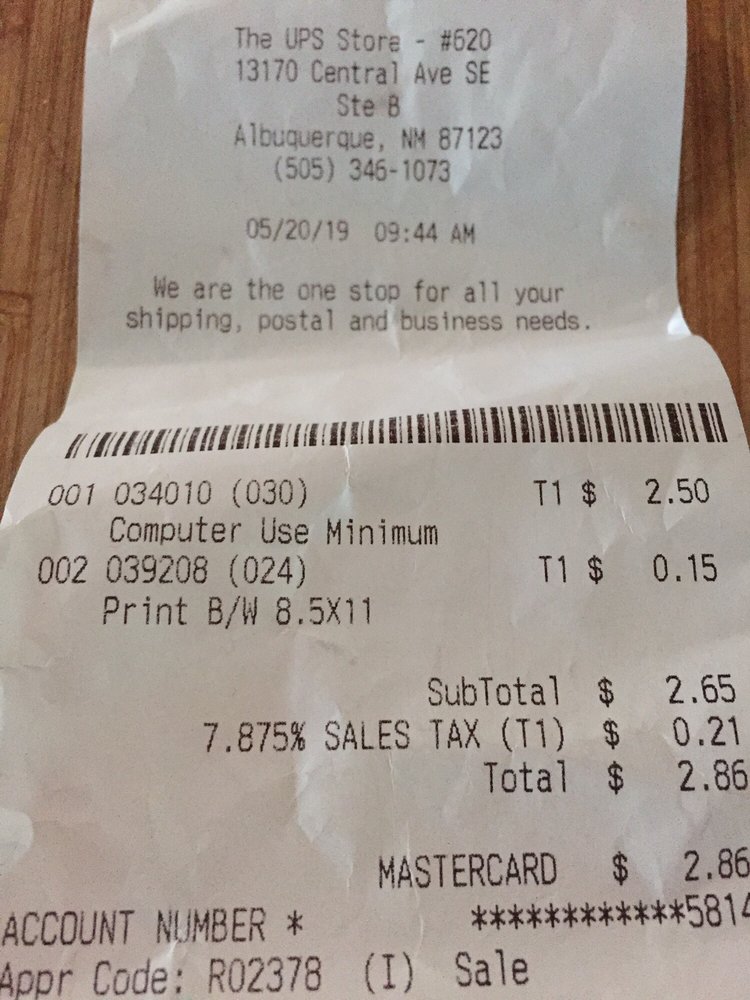 The UPS Store - #620
13170 Central Ave SE
Ste B
Albuquerque, NM 87123
(505) 346-1073
05/20/19 09:44 AM
We are the one stop for all your
shipping, postal and business needs.
001 034010 (030) T1 $ 2.50
Computer Use Minimum
002 039208 (024) T1 $ 0.15
Print B/W 8.5X11
SubTotal $ 2.65
7.875% SALES TAX (T1) $ 0.21
Total $ 2.86
MASTERCARD $ 2.86
ACCOUNT NUMBER * ************5814
Appr Code: R02378 (I) Sale